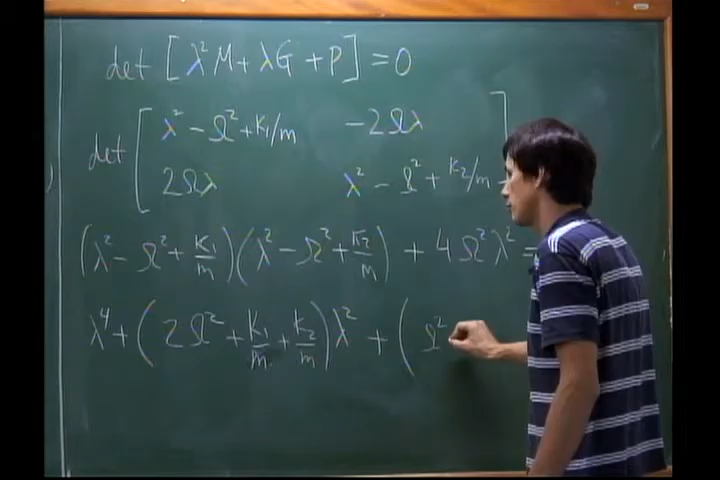 det [λ² M + λG + P] = 0
det [ λ² - Ω² + K₁/m   -2Ωλ ]
) 2Ωλ   λ² - Ω² + K₂/m
(λ² - Ω² + K₁/m)(λ² - Ω² + K₂/m) + 4Ω²λ² =
λ⁴ + (2Ω² + K₁/m + K₂/m)λ² + (Ω²